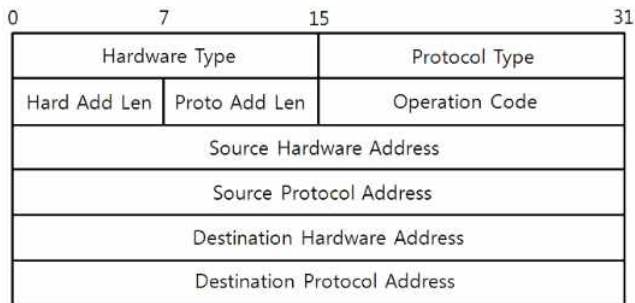 0 7 15 31
Hardware Type Protocol Type
Hard Add Len Proto Add Len Operation Code
Source Hardware Address
Source Protocol Address
Destination Hardware Address
Destination Protocol Address